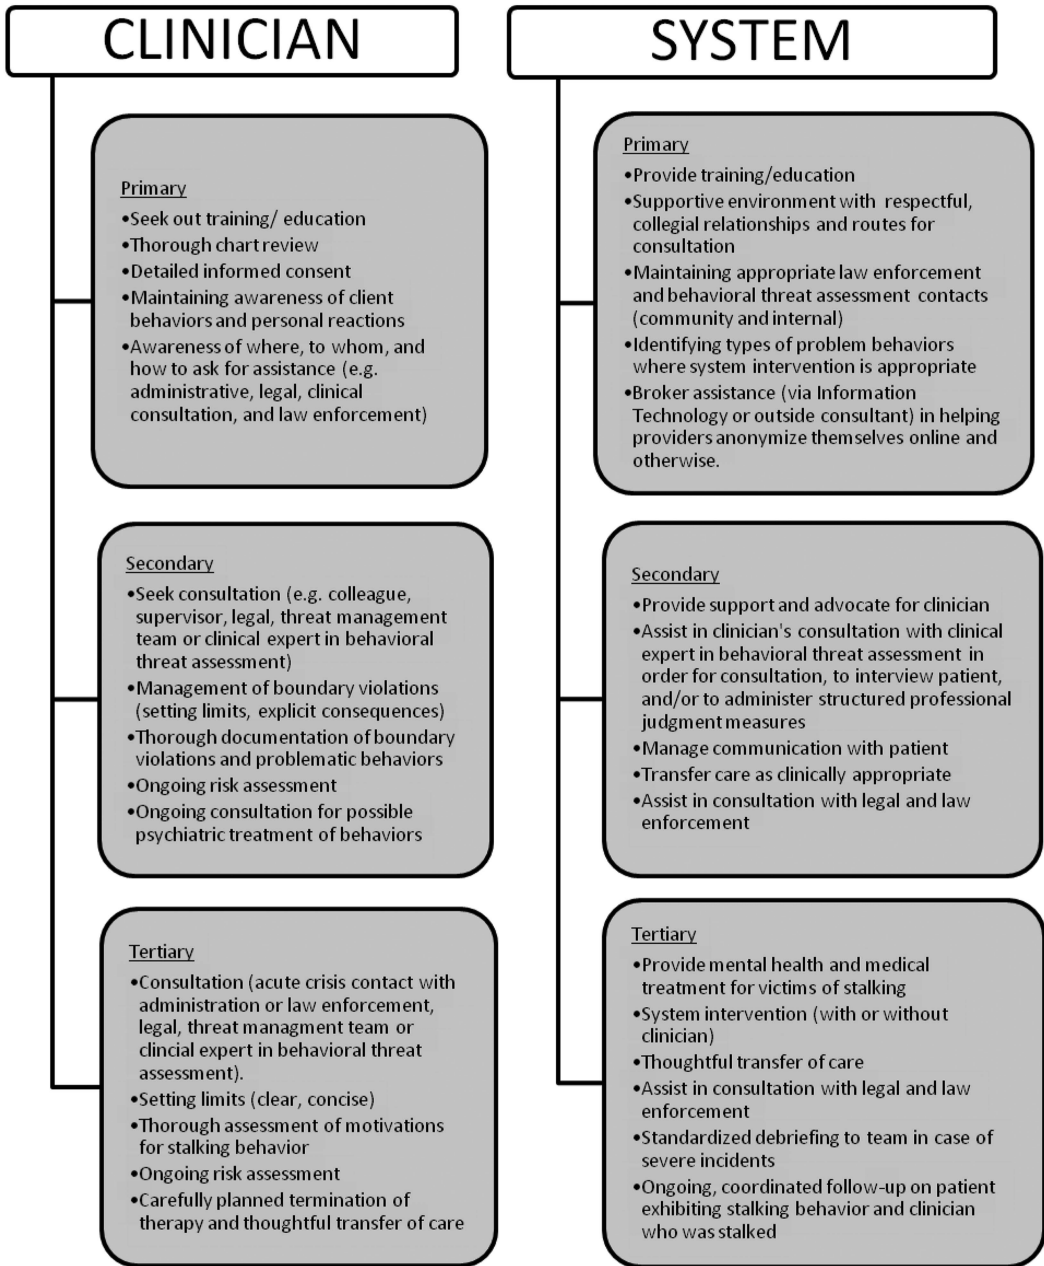 CLINICIAN
Primary
•Seek out training/ education
•Thorough chart review
•Detailed informed consent
•Maintaining awareness of client
behaviors and personal reactions
•Awareness of where, to whom, and
how to ask for assistance (e.g.
administrative, legal, clinical
consultation, and law enforcement)
Secondary
•Seek consultation (e.g. colleague,
supervisor, legal, threat management
team or clinical expert in behavioral
threat assessment)
•Management of boundary violations
(setting limits, explicit consequences)
•Thorough documentation of boundary
violations and problematic behaviors
•Ongoing risk assessment
•Ongoing consultation for possible
psychiatric treatment of behaviors
Tertiary
•Consultation (acute crisis contact with
administration or law enforcement,
legal, threat managment team or
clincial expert in behavioral threat
assessment).
•Setting limits (clear, concise)
•Thorough assessment of motivations
for stalking behavior
•Ongoing risk assessment
•Carefully planned termination of
therapy and thoughtful transfer of care
SYSTEM
Primary
•Provide training/education
•Supportive environment with respectful,
collegial relationships and routes for
consultation
•Maintaining appropriate law enforcement
and behavioral threat assessment contacts
(community and internal)
•Identifying types of problem behaviors
where system intervention is appropriate
•Broker assistance (via Information
Technology or outside consultant) in helping
providers anonymize themselves online and
otherwise.
Secondary
•Provide support and advocate for clinician
•Assist in clinician's consultation with clinical
expert in behavioral threat assessment in
order for consultation, to interview patient,
and/or to administer structured professional
judgment measures
•Manage communication with patient
•Transfer care as clinically appropriate
•Assist in consultation with legal and law
enforcement
Tertiary
•Provide mental health and medical
treatment for victims of stalking
•System intervention (with or without
clinician)
•Thoughtful transfer of care
•Assist in consultation with legal and law
enforcement
•Standardized debriefing to team in case of
severe incidents
•Ongoing, coordinated follow-up on patient
exhibiting stalking behavior and clinician
who was stalked